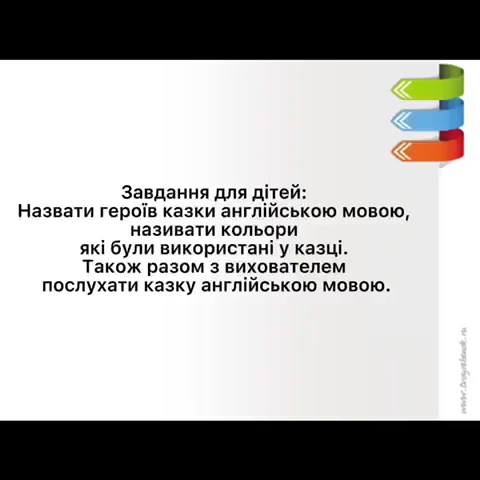 Завдання для дітей:
Назвати героїв казки англійською мовою,
називати кольори
які були використані у казці.
Також разом з вихователем
послухати казку англійською мовою.